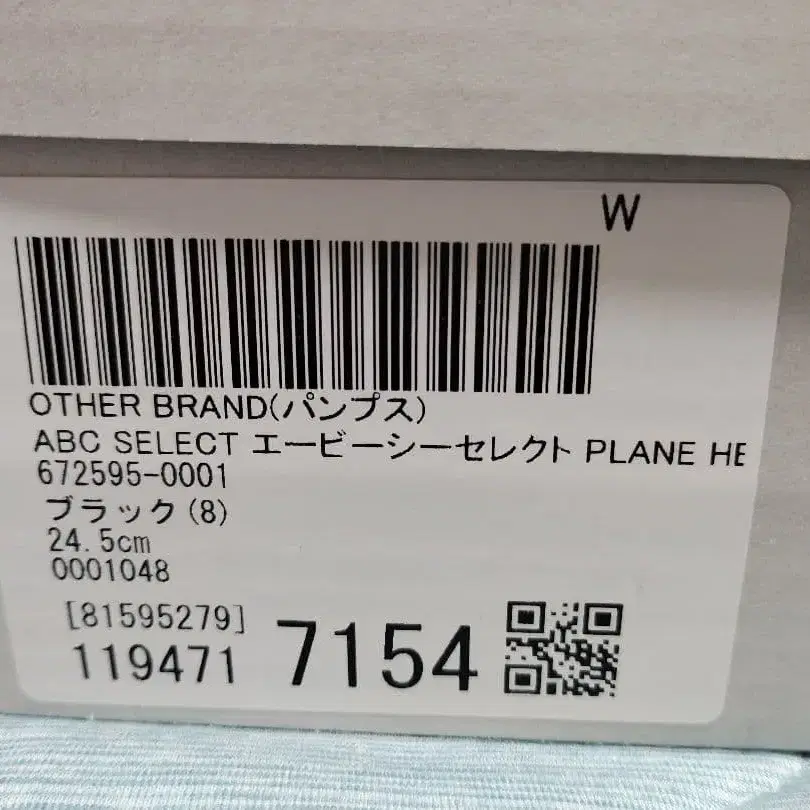 W
OTHER BRAND(パンプス)
ABC SELECT エービーシーセレクト PLANE HE
672595-0001
ブラック(8)
24.5cm
0001048
[81595279]
119471 7154